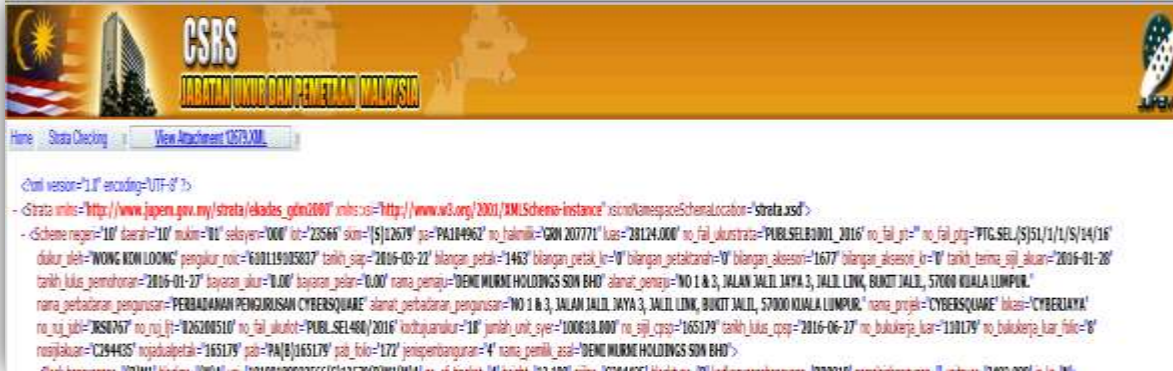 CSRS
JABATAN UKUR DAN PEMETAAN MALAYSIA
JUPEM
Home Strata Checking View Attachment 12679.XML
<?xml version="1.0" encoding="UTF-8" ?>
- <Strata xmlns="http://www.jupem.gov.my/strata/ekadas_gdm2000" xmlns:xsi="http://www.w3.org/2001/XMLSchema-instance" xsi:noNamespaceSchemaLocation="strata.xsd">
- <Scheme negeri="10" daerah="10" mukim="01" seksyen="000" lot="23566" skim="(S)12679" pa="PA104962" no_hakmilik="GRN 207771" luas="28124.000" no_fail_ukurstrata="PUBLSELB1001_2016" no_fail_pt="" no_fail_ptg="PTG.SEL./(S)51/1/1/S/14/16"
diukur_oleh="WONG KON LOONG" pengukur_noic="610119105837" tarikh_siap="2016-03-22" bilangan_petak="1463" bilangan_petak_kr="0" bilangan_petaktanah="0" bilangan_aksesori="1677" bilangan_aksesori_kr="0" tarikh_terima_sijil_akuan="2016-01-28"
tarikh_lulus_permohonan="2016-01-27" bayaran_ukur="0.00" bayaran_pelan="0.00" nama_pemaju="DEMI MURNI HOLDINGS SDN BHD" alamat_pemaju="NO 1 & 3, JALAN JALIL JAYA 3, JALIL LINK, BUKIT JALIL, 57000 KUALA LUMPUR."
nama_perbadanan_pengurusan="PERBADANAN PENGURUSAN CYBERSQUARE" alamat_perbadanan_pengurusan="NO 1 & 3, JALAN JALIL JAYA 3, JALIL LINK, BUKIT JALIL, 57000 KUALA LUMPUR." nama_projek="CYBERSQUARE" lokasi="CYBERJAYA"
no_ruj_jubl="JRS0767" no_ruj_ljt="026200510" no_fail_ukurlot="PUBL.SEL480/2016" kodtujuanukur="18" jumlah_unit_syer="100818.000" no_sijil_cpsp="165179" tarikh_lulus_cpsp="2016-06-27" no_bukukerja_luar="110179" no_bukukerja_luar_folio="8"
nosijilakuan="C294435" nojadualpetak="165179" pab="PA(B)165179" pab_folio="172" jenispembangunan="4" nama_pemilik_asal="DEMI MURNI HOLDINGS SDN BHD">